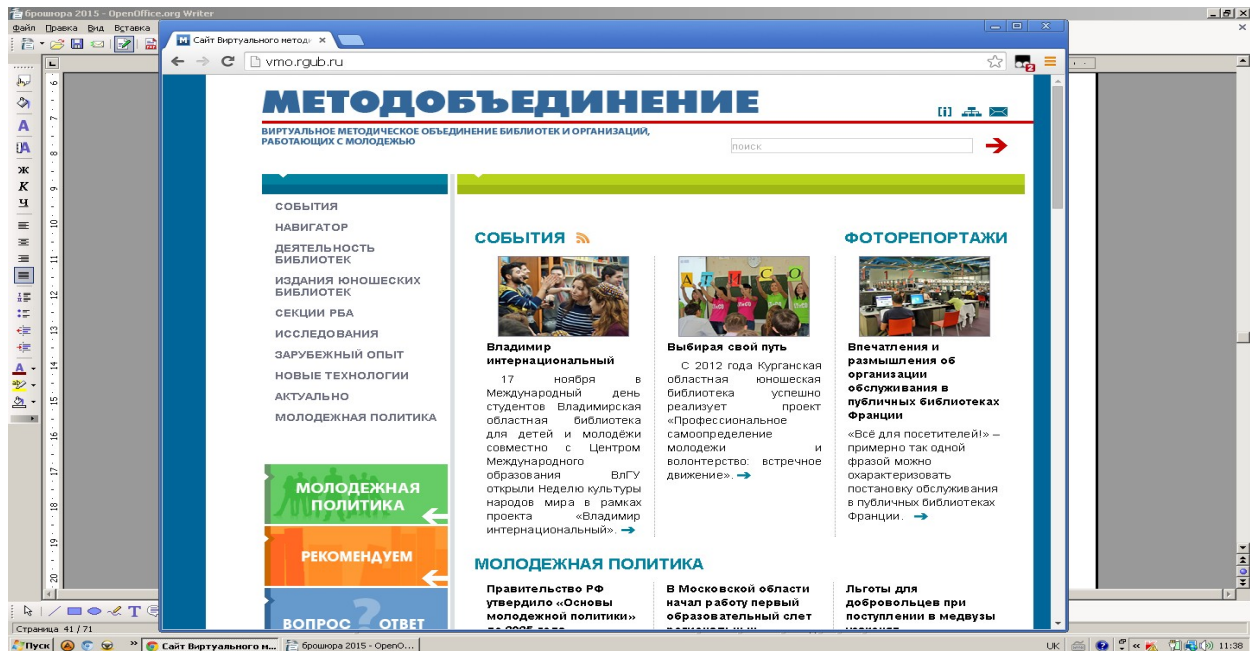 брошюра 2015 - OpenOffice.org Writer
Файл Правка Вид Вставка
Сайт Виртуального методи
vmo.rgub.ru
МЕТОДОБЪЕДИНЕНИЕ
ВИРТУАЛЬНОЕ МЕТОДИЧЕСКОЕ ОБЪЕДИНЕНИЕ БИБЛИОТЕК И ОРГАНИЗАЦИЙ,
РАБОТАЮЩИХ С МОЛОДЕЖЬЮ
поиск
СОБЫТИЯ
НАВИГАТОР
ДЕЯТЕЛЬНОСТЬ
БИБЛИОТЕК
ИЗДАНИЯ ЮНОШЕСКИХ
БИБЛИОТЕК
СЕКЦИИ РБА
ИССЛЕДОВАНИЯ
ЗАРУБЕЖНЫЙ ОПЫТ
НОВЫЕ ТЕХНОЛОГИИ
АКТУАЛЬНО
МОЛОДЕЖНАЯ ПОЛИТИКА
МОЛОДЕЖНАЯ
ПОЛИТИКА
РЕКОМЕНДУЕМ
ВОПРОС ? ОТВЕТ
СОБЫТИЯ
Владимир
интернациональный
17 ноября в
Международный день
студентов Владимирская
областная библиотека
для детей и молодёжи
совместно с Центром
Международного
образования ВлГУ
открыли Неделю культуры
народов мира в рамках
проекта «Владимир
интернациональный».
АТИСО
Выбирая свой путь
С 2012 года Курганская
областная юношеская
библиотека успешно
реализует проект
«Профессиональное
самоопределение
молодежи и
волонтерство: встречное
движение».
ФОТОРЕПОРТАЖИ
Впечатления и
размышления об
организации
обслуживания в
публичных библиотеках
Франции
«Всё для посетителей!» –
примерно так одной
фразой можно
охарактеризовать
постановку обслуживания
в публичных библиотеках
Франции.
МОЛОДЕЖНАЯ ПОЛИТИКА
Правительство РФ
утвердило «Основы
молодежной политики»
В Московской области
начал работу первый
образовательный слет
Льготы для
добровольцев при
поступлении в медвузы
Страница 41 / 71
Пуск
Сайт Виртуального м...
брошюра 2015 - OpenO...
UK
11:38